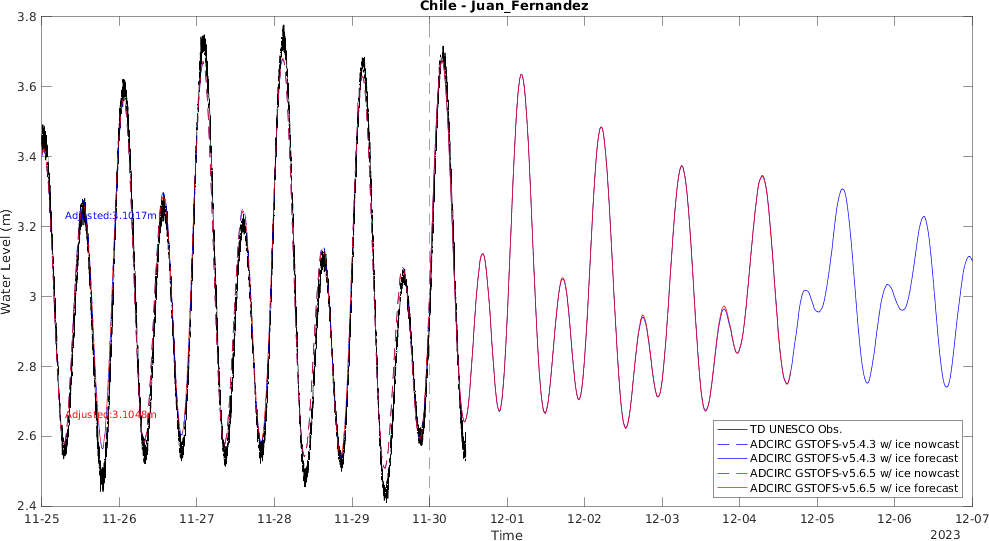 Chile - Juan_Fernandez
3.8
3.6
3.4
3.2
3
2.8
2.6
2.4
Water Level (m)
Adjusted:3.1017m
Adjusted:3.1048m
TD UNESCO Obs.
ADCIRC GSTOFS-v5.4.3 w/ ice nowcast
ADCIRC GSTOFS-v5.4.3 w/ ice forecast
ADCIRC GSTOFS-v5.6.5 w/ ice nowcast
ADCIRC GSTOFS-v5.6.5 w/ ice forecast
11-25 11-26 11-27 11-28 11-29 11-30 12-01 12-02 12-03 12-04 12-05 12-06 12-07
Time
2023